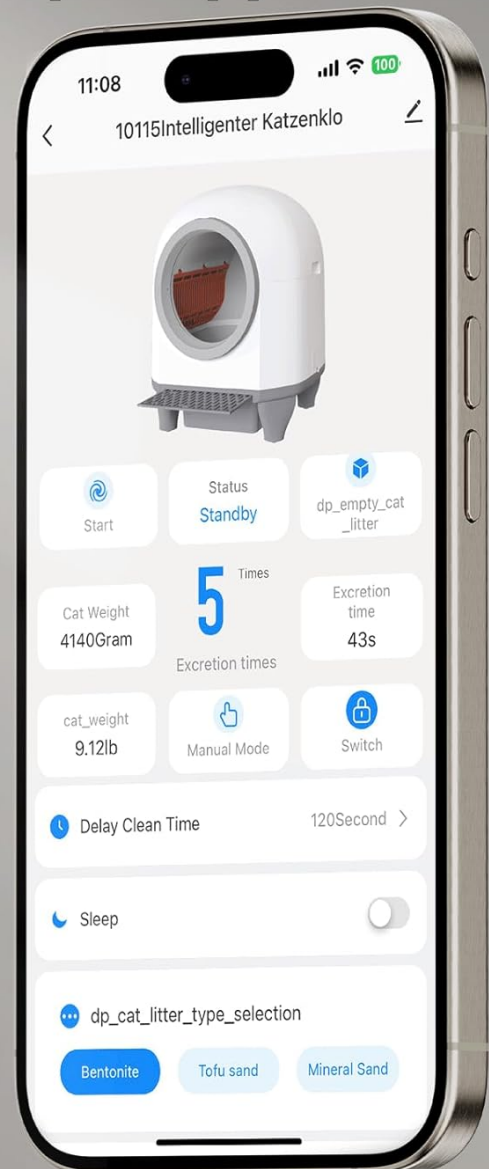 11:08
100
10115Intelligenter Katzenklo
Start
Status
Standby
dp_empty_cat
_litter
Cat Weight
4140Gram
5
Times
Excretion times
Excretion
time
43s
cat_weight
9.12lb
Manual Mode
Switch
Delay Clean Time
120Second
Sleep
dp_cat_litter_type_selection
Bentonite
Tofu sand
Mineral Sand